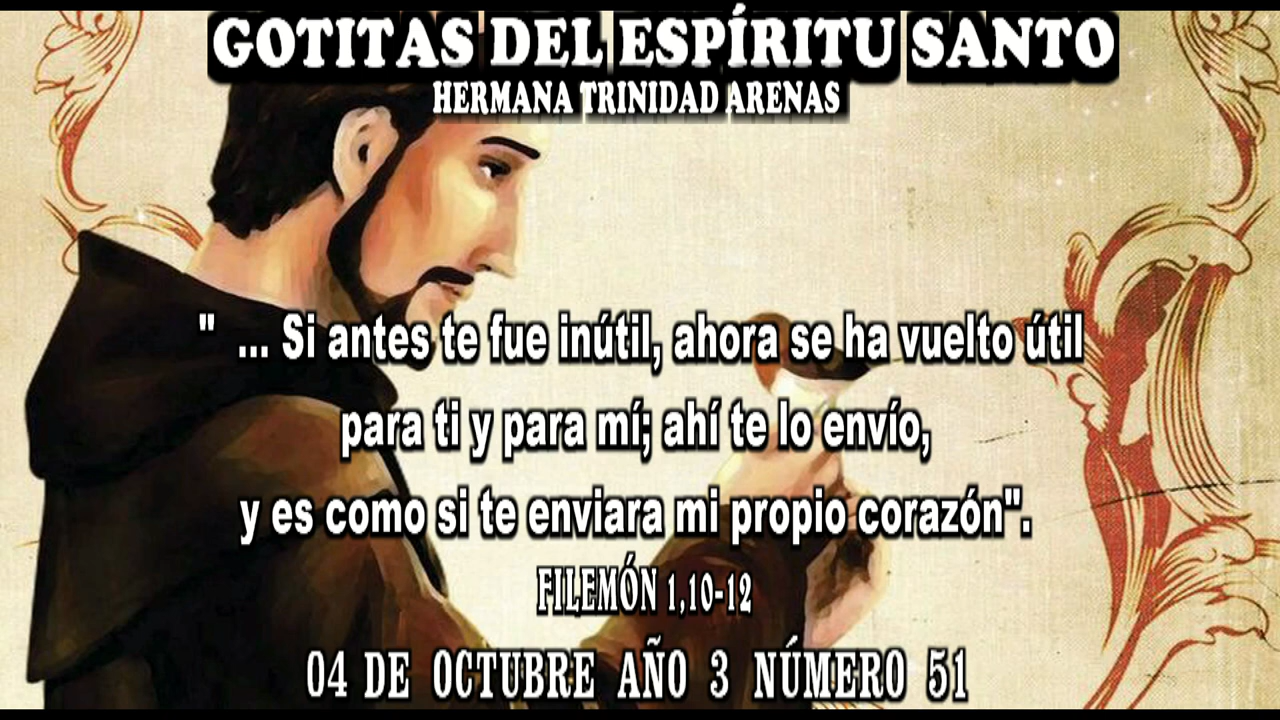 GOTITAS DEL ESPÍRITU SANTO
HERMANA TRINIDAD ARENAS
" ... Si antes te fue inútil, ahora se ha vuelto útil
para ti y para mí; ahí te lo envío,
y es como si te enviara mi propio corazón".
FILEMÓN 1,10-12
04 DE OCTUBRE AÑO 3 NÚMERO 51